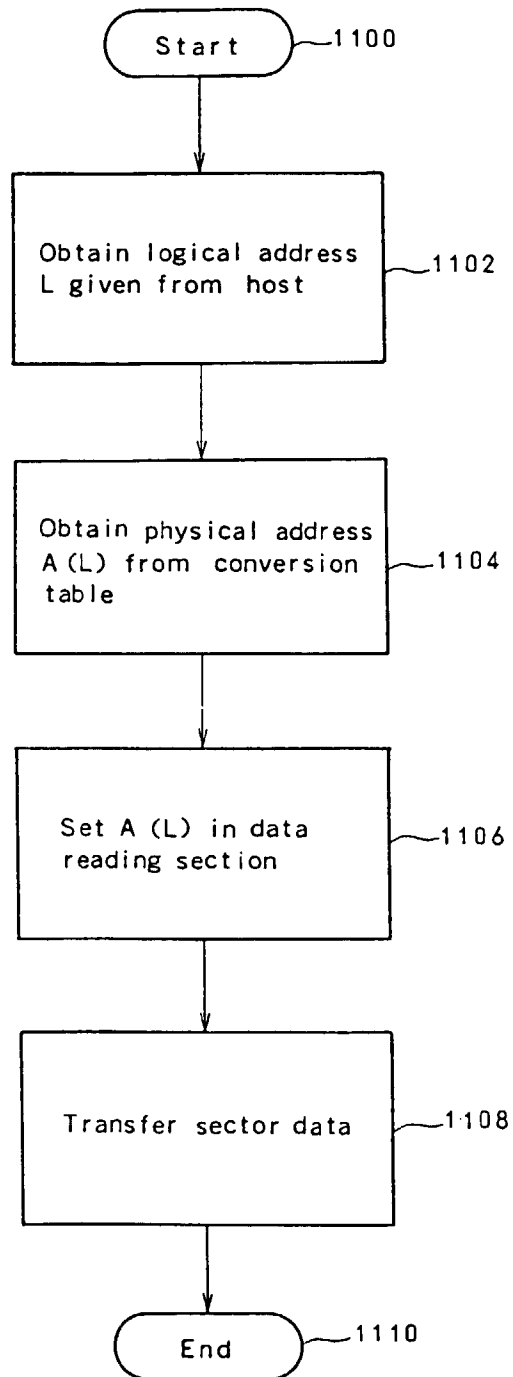 Start
1100
Obtain logical address
L given from host
1102
Obtain physical address
A (L) from conversion
table
1104
Set A (L) in data
reading section
1106
Transfer sector data
1108
End
1110